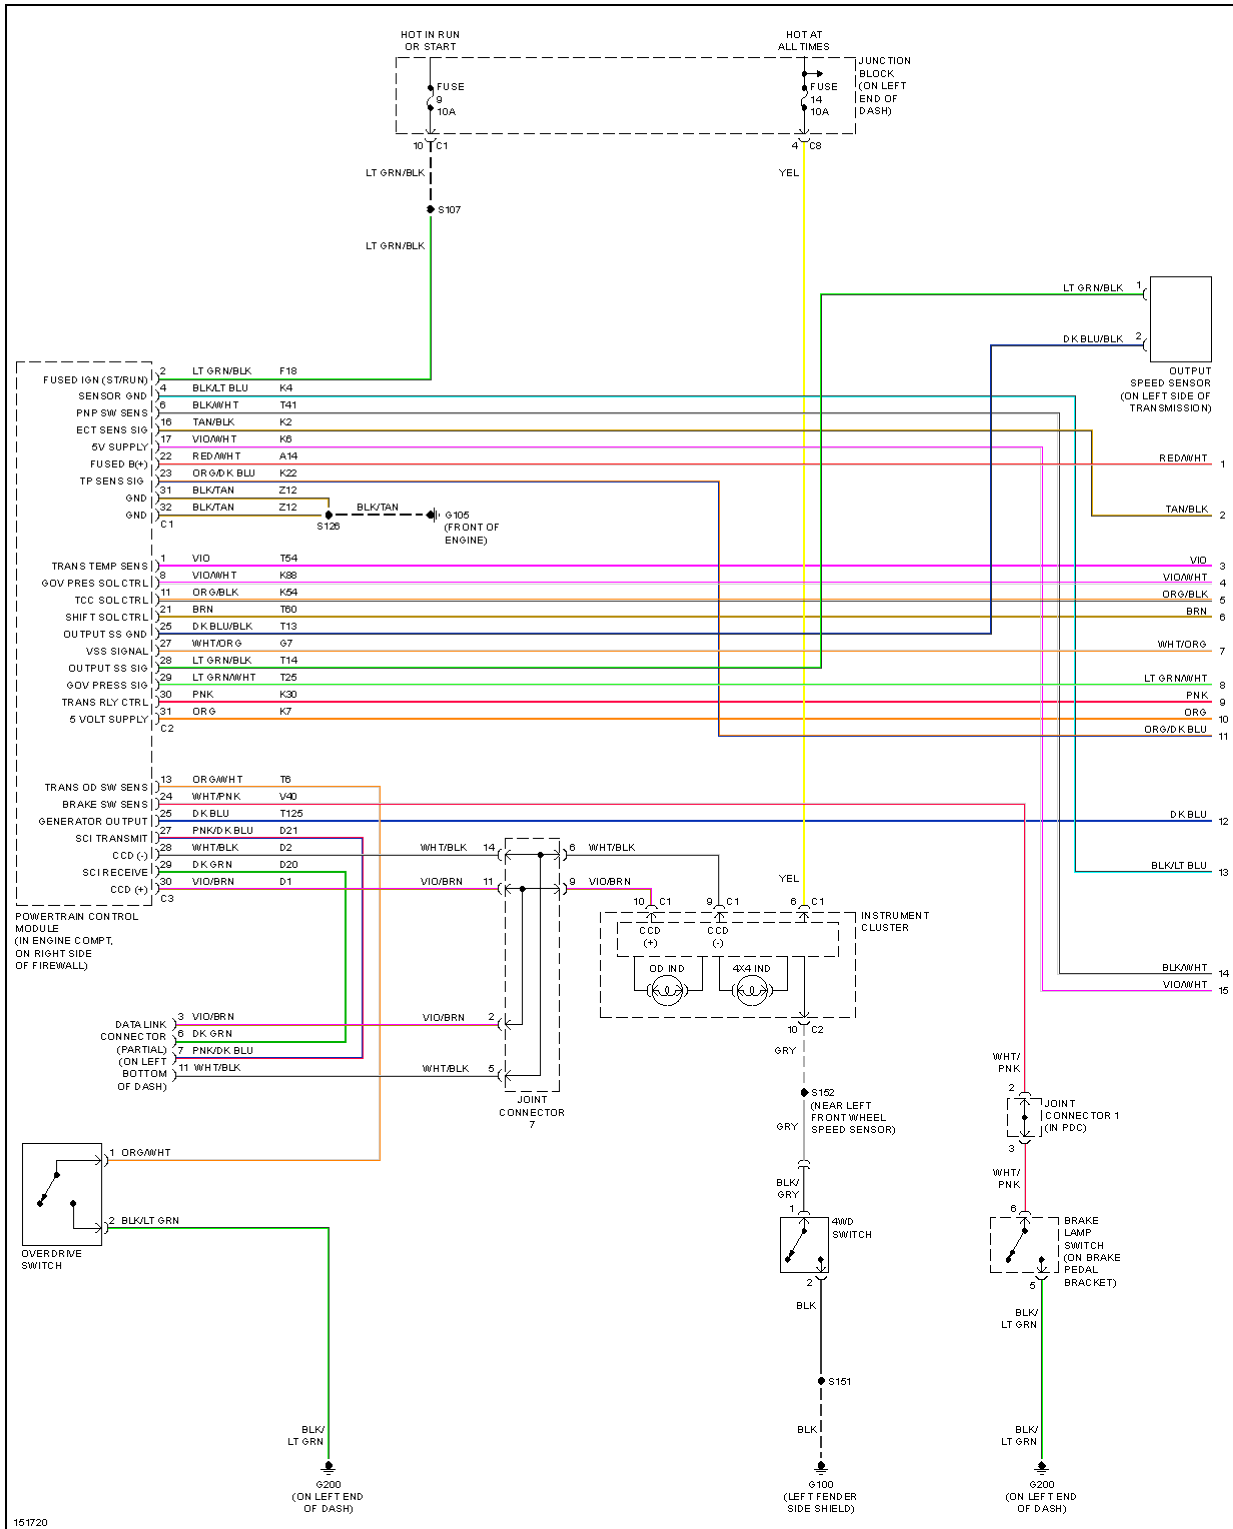 HOT IN RUN
OR START
HOT AT
ALL TIMES
JUNCTION
BLOCK
(ON LEFT
END OF
DASH)
FUSE
9
10A
FUSE
14
10A
10 C1
4 C8
LT GRN/BLK
YEL
S107
LT GRN/BLK
LT GRN/BLK 1
DK BLU/BLK 2
OUTPUT
SPEED SENSOR
(ON LEFT SIDE OF
TRANSMISSION)
FUSED IGN (ST/RUN) 2 LT GRN/BLK F18
SENSOR GND 4 BLK/LT BLU K4
PNP SW SENS 6 BLK/WHT T41
ECT SENS SIG 16 TAN/BLK K2
5V SUPPLY 17 VIO/WHT K6
FUSED B(+) 22 RED/WHT A14 RED/WHT 1
TP SENS SIG 23 ORG/DK BLU K22
GND 31 BLK/TAN Z12
GND 32 BLK/TAN Z12
C1
S126
BLK/TAN
G105
(FRONT OF
ENGINE)
TAN/BLK 2
TRANS TEMP SENS 1 VIO T54 VIO 3
GOV PRES SOL CTRL 8 VIO/WHT K88 VIO/WHT 4
TCC SOL CTRL 11 ORG/BLK K54 ORG/BLK 5
SHIFT SOL CTRL 21 BRN T60 BRN 6
OUTPUT SS GND 25 DK BLU/BLK T13
VSS SIGNAL 27 WHT/ORG G7 WHT/ORG 7
OUTPUT SS SIG 28 LT GRN/BLK T14
GOV PRESS SIG 29 LT GRN/WHT T25 LT GRN/WHT 8
TRANS RLY CTRL 30 PNK K30 PNK 9
5 VOLT SUPPLY 31 ORG K7 ORG 10
C2
ORG/DK BLU 11
TRANS OD SW SENS 13 ORG/WHT T6
BRAKE SW SENS 24 WHT/PNK V40
GENERATOR OUTPUT 25 DK BLU T125 DK BLU 12
SCI TRANSMIT 27 PNK/DK BLU D21
CCD (-) 28 WHT/BLK D2 WHT/BLK 14 6 WHT/BLK
SCI RECEIVE 29 DK GRN D20
CCD (+) 30 VIO/BRN D1 VIO/BRN 11 9 VIO/BRN
C3
BLK/LT BLU 13
POWERTRAIN CONTROL
MODULE
(IN ENGINE COMPT,
ON RIGHT SIDE
OF FIREWALL)
YEL
10 C1
9 C1
6 C1
INSTRUMENT
CLUSTER
CCD
(+)
CCD
(-)
OD IND
4X4 IND
BLK/WHT 14
VIO/WHT 15
10 C2
DATA LINK
CONNECTOR
(PARTIAL)
(ON LEFT
BOTTOM
OF DASH)
3 VIO/BRN VIO/BRN 2
6 DK GRN
7 PNK/DK BLU
11 WHT/BLK WHT/BLK 5
JOINT
CONNECTOR
7
GRY
S152
(NEAR LEFT
FRONT WHEEL
SPEED SENSOR)
GRY
BLK/
GRY
1
4WD
SWITCH
2
BLK
S151
BLK
G100
(LEFT FENDER
SIDE SHIELD)
WHT/
PNK
2
JOINT
CONNECTOR 1
(IN PDC)
3
WHT/
PNK
6
BRAKE
LAMP
SWITCH
(ON BRAKE
PEDAL
BRACKET)
5
BLK/
LT GRN
BLK/
LT GRN
G200
(ON LEFT END
OF DASH)
1 ORG/WHT
2 BLK/LT GRN
OVERDRIVE
SWITCH
BLK/
LT GRN
G200
(ON LEFT END
OF DASH)
151720